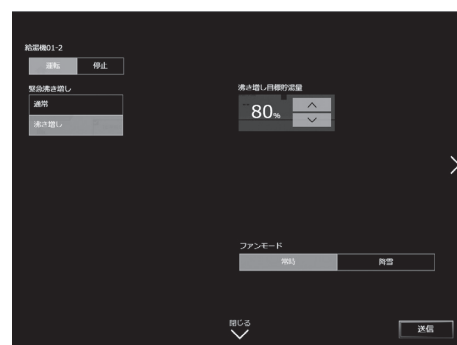 給湯機01-2
運転 停止
緊急沸き増し
通常
沸き増し
沸き増し目標貯湯量
80%
ファンモード
常時 降雪
閉じる
送信